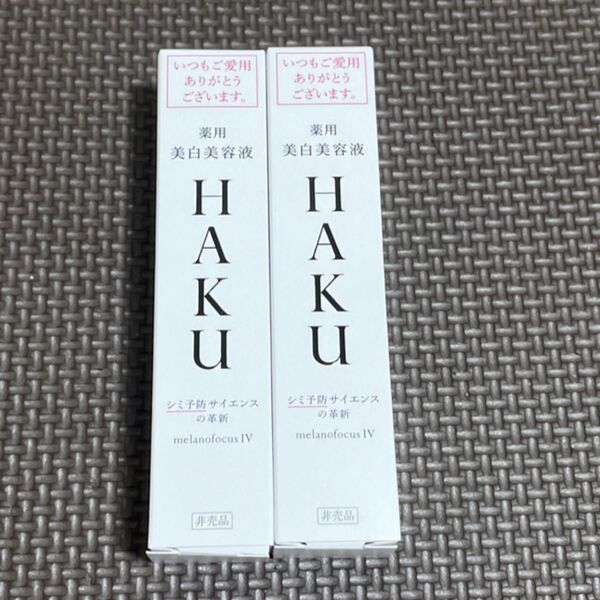 いつもご愛用
ありがとう
ございます。
薬用
美白美容液
HAKU
シミ予防サイエンス
の革新
melanofocus IV
非売品
いつもご愛用
ありがとう
ございます。
薬用
美白美容液
HAKU
シミ予防サイエンス
の革新
melanofocus IV
非売品